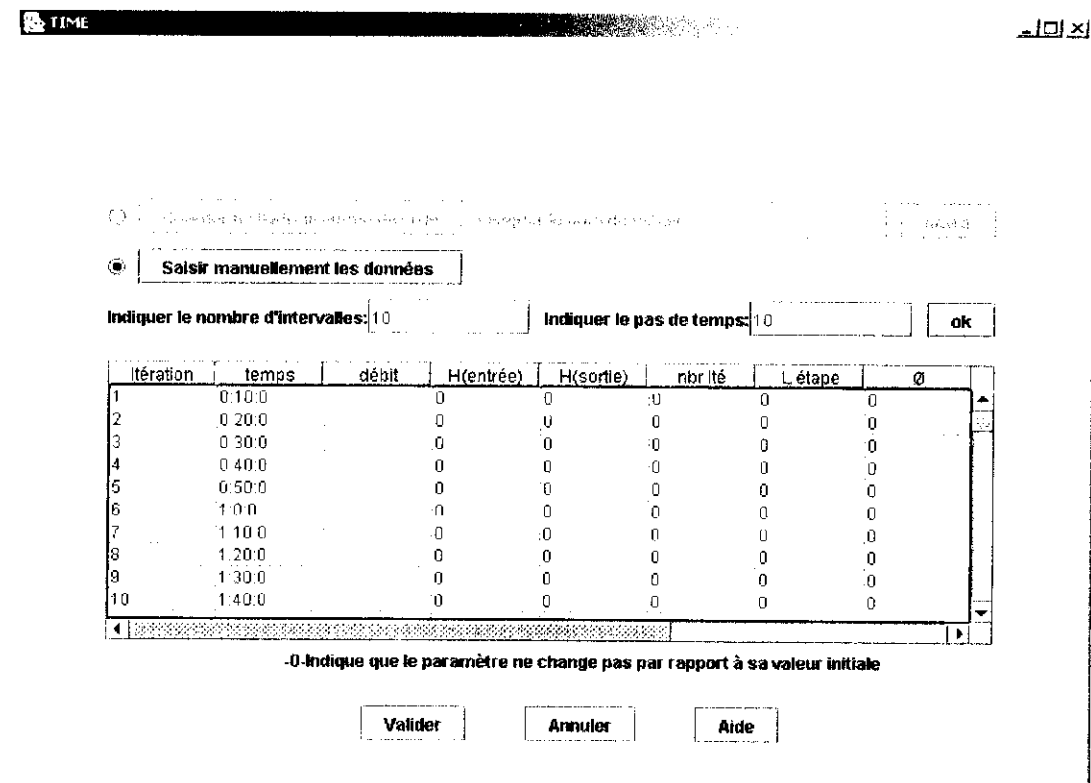 TIME
Saisir manuellement les données
Indiquer le nombre d'intervalles: 10 Indiquer le pas de temps: 10 ok
Itération temps débit H(entrée) H(sortie) nbr Ité L étape Ø
1 0:10:0 0 0 0 0 0
2 0 20:0 0 0 0 0 0
3 0 30:0 0 0 0 0 0
4 0 40:0 0 0 0 0 0
5 0:50:0 0 0 0 0 0
6 1:0:0 0 0 0 0 0
7 1 10 0 0 0 0 0 0
8 1.20:0 0 0 0 0 0
9 1:30:0 0 0 0 0 0
10 1:40:0 0 0 0 0 0
-0-Indique que le paramètre ne change pas par rapport à sa valeur initiale
Valider Annuler Aide